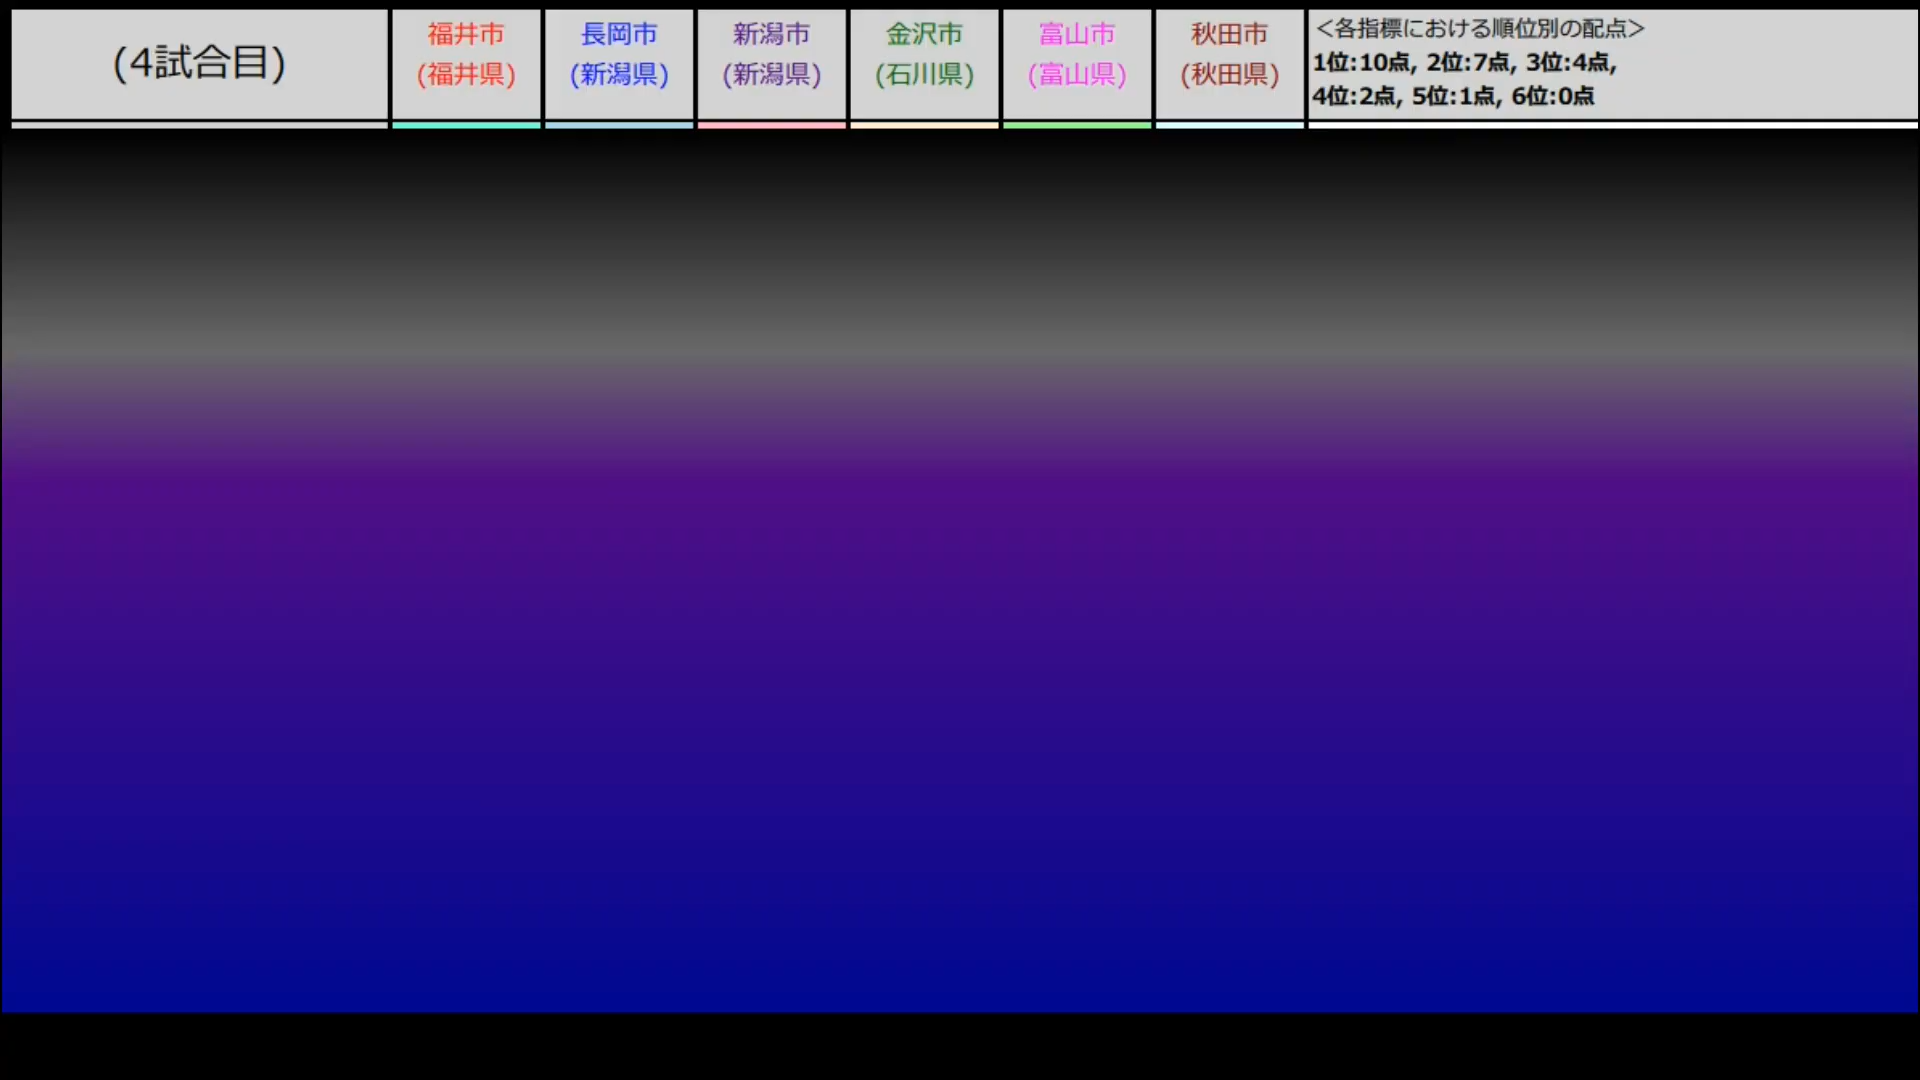 (4試合目)
福井市
(福井県)
長岡市
(新潟県)
新潟市
(新潟県)
金沢市
(石川県)
富山市
(富山県)
秋田市
(秋田県)
＜各指標における順位別の配点＞
1位:10点, 2位:7点, 3位:4点,
4位:2点, 5位:1点, 6位:0点